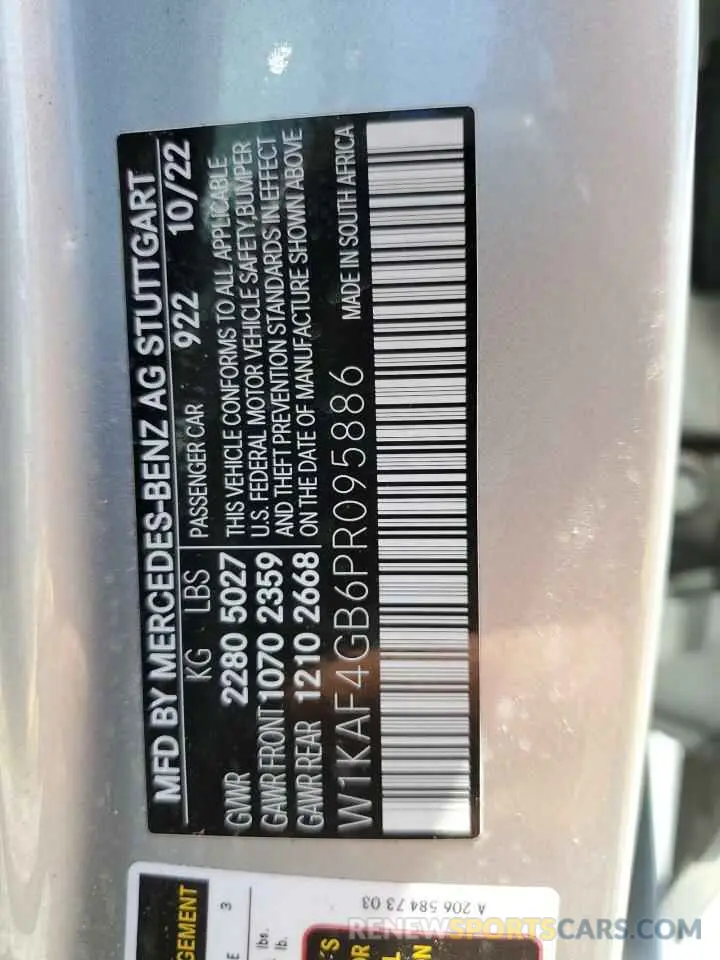 MFD BY MERCEDES-BENZ AG STUTTGART
KG LBS PASSENGER CAR 922 10/22
GVWR 2280 5027 THIS VEHICLE CONFORMS TO ALL APPLICABLE
GAWR FRONT 1070 2359 U.S. FEDERAL MOTOR VEHICLE SAFETY,BUMPER
AND THEFT PREVENTION STANDARDS IN EFFECT
GAWR REAR 1210 2668 ON THE DATE OF MANUFACTURE SHOWN ABOVE
W1KAF4GB6PR095886 MADE IN SOUTH AFRICA
3
lbs.
lb.
A 206 584 73 03
RENEWSPORTSCARS.COM